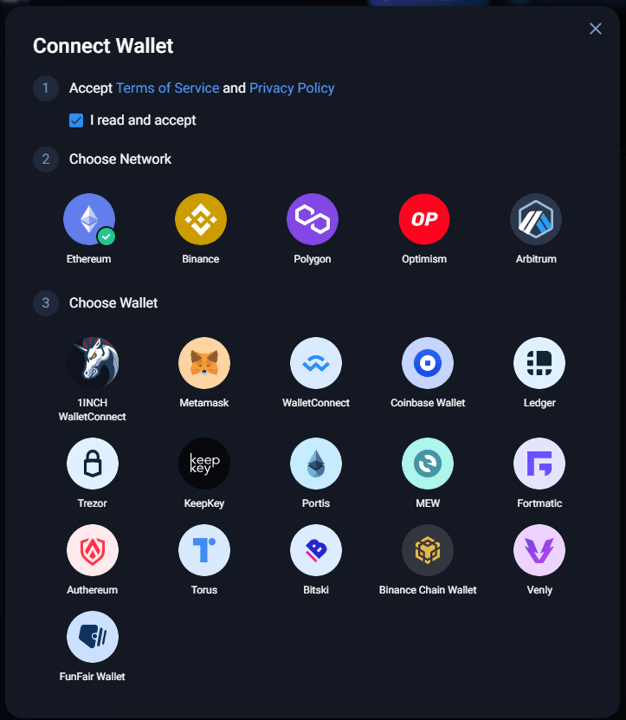 Connect Wallet
1 Accept Terms of Service and Privacy Policy
I read and accept
2 Choose Network
OP
Ethereum Binance Polygon Optimism Arbitrum
3 Choose Wallet
1INCH
WalletConnect Metamask WalletConnect Coinbase Wallet Ledger
keep
key
Trezor KeepKey Portis MEW Fortmatic
Authereum Torus Bitski Binance Chain Wallet Venly
FunFair Wallet